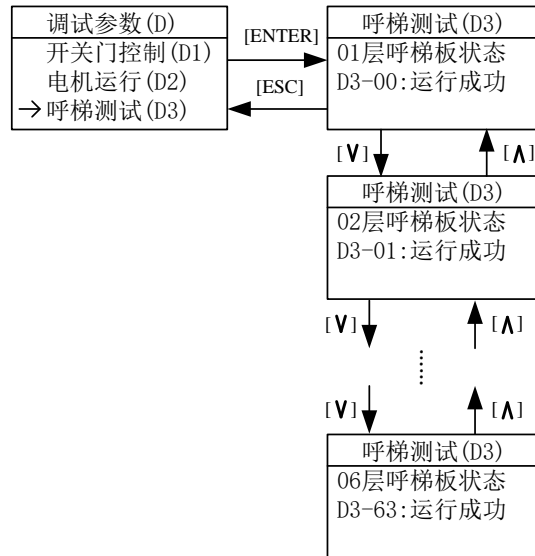 调试参数(D)
开关门控制(D1)
电机运行(D2)
→呼梯测试(D3)
[ENTER]
[ESC]
呼梯测试(D3)
01层呼梯板状态
D3-00:运行成功
[∨]
[∧]
呼梯测试(D3)
02层呼梯板状态
D3-01:运行成功
[∨]
[∧]
……
[∨]
[∧]
呼梯测试(D3)
06层呼梯板状态
D3-63:运行成功